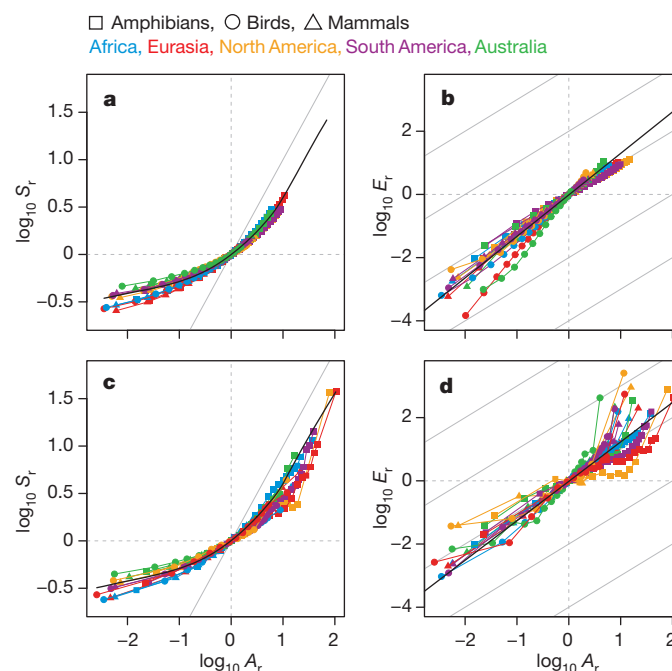 □ Amphibians, ○ Birds, △ Mammals
Africa, Eurasia, North America, South America, Australia
a
1.5
1.0
0.5
0
−0.5
log10 Sr
b
2
0
−2
−4
log10 Er
c
1.5
1.0
0.5
0
−0.5
log10 Sr
−2 −1 0 1 2
log10 Ar
d
4
2
0
−2
−4
log10 Er
−2 −1 0 1 2
log10 Ar